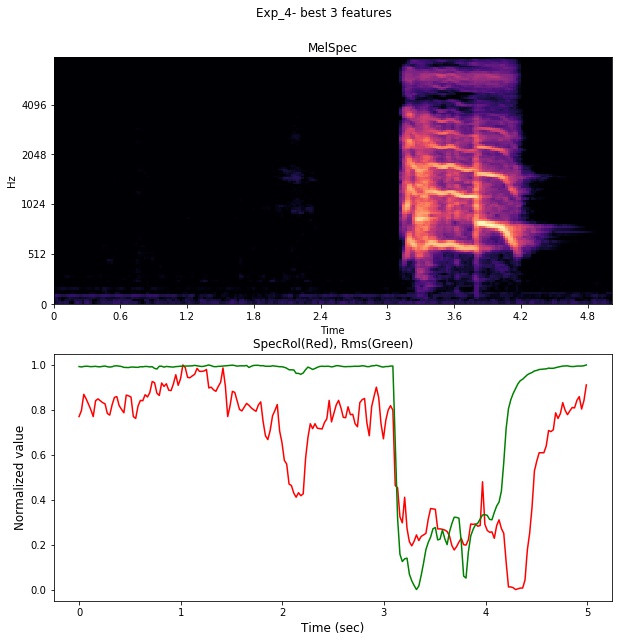 Exp_4- best 3 features
MelSpec
4096
2048
1024
512
0
Hz
0 0.6 1.2 1.8 2.4 3 3.6 4.2 4.8
Time
SpecRol(Red), Rms(Green)
1.0
0.8
0.6
0.4
0.2
0.0
Normalized value
0 1 2 3 4 5
Time (sec)